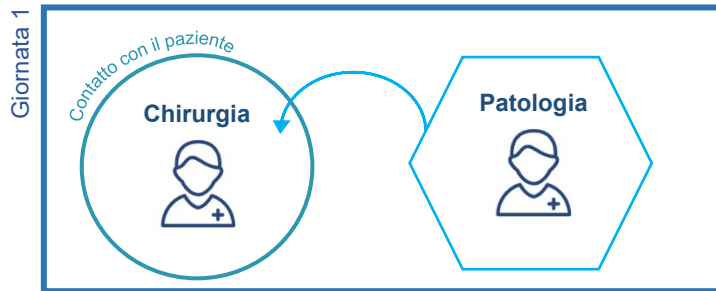 Giornata 1
Contatto con il paziente
Chirurgia
Patologia